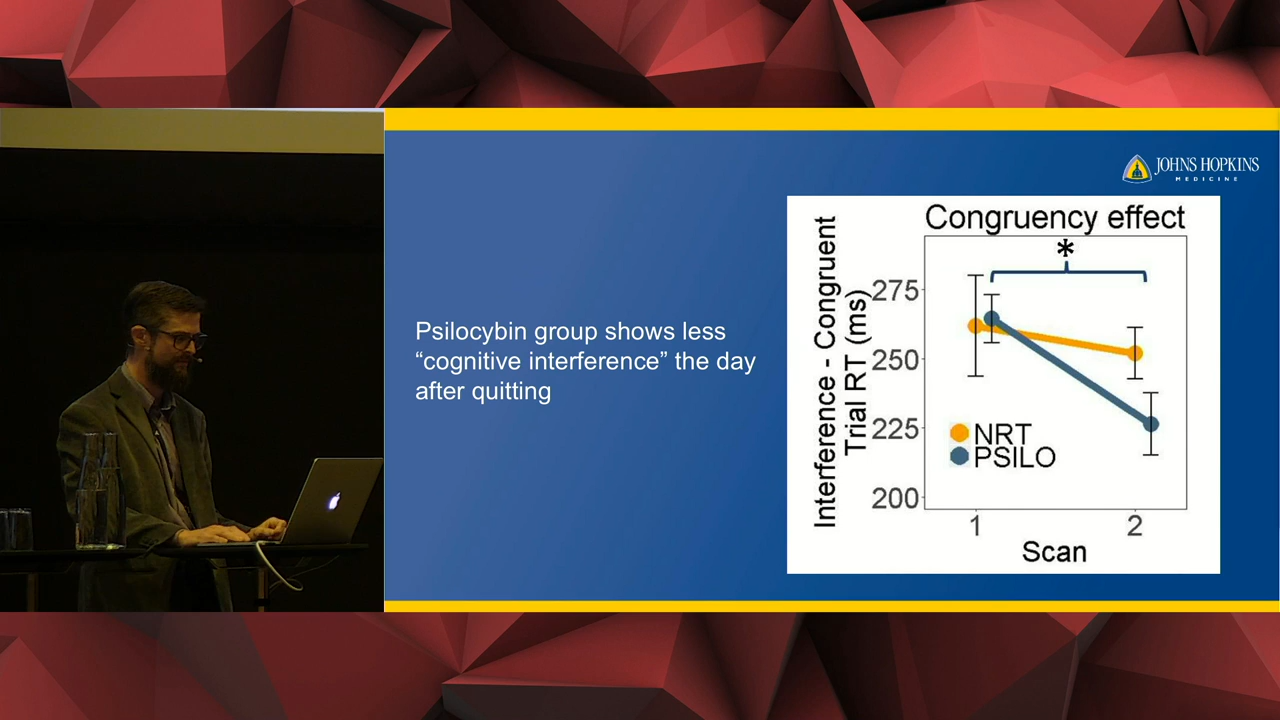 JOHNS HOPKINS
MEDICINE
Psilocybin group shows less
“cognitive interference” the day
after quitting
Congruency effect
*
Interference - Congruent
Trial RT (ms)
275
250
225
200
NRT
PSILO
1
2
Scan